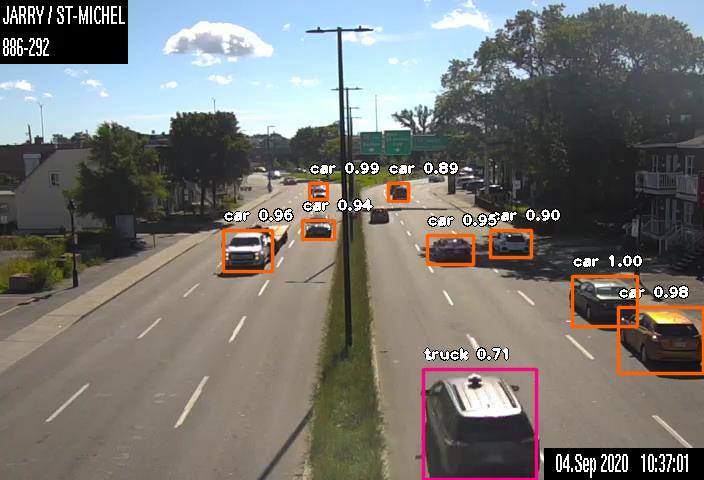 JARRY / ST-MICHEL
886-292
car 0.99
car 0.89
car 0.96
car 0.94
car 0.95
car 0.90
car 1.00
car 0.98
truck 0.71
04.Sep 2020 10:37:01